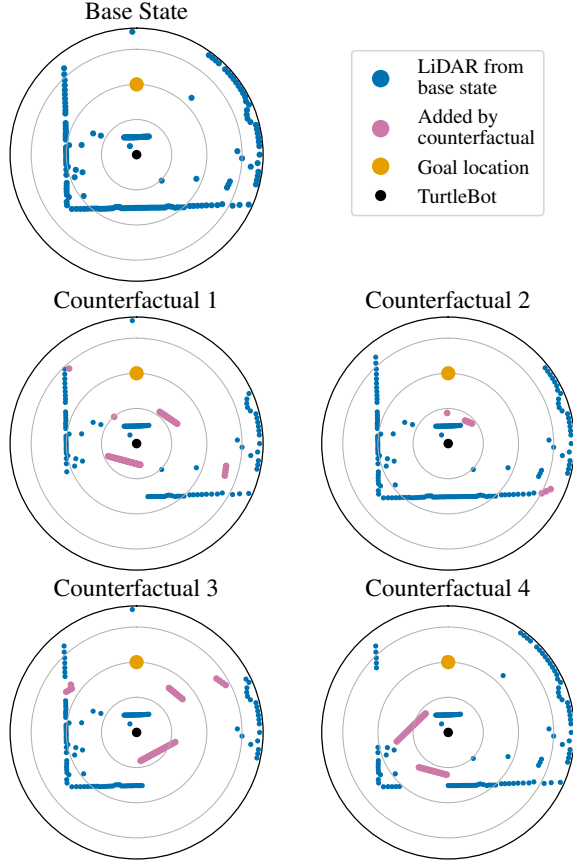 Base State
LiDAR from
base state
Added by
counterfactual
Goal location
TurtleBot
Counterfactual 1
Counterfactual 2
Counterfactual 3
Counterfactual 4